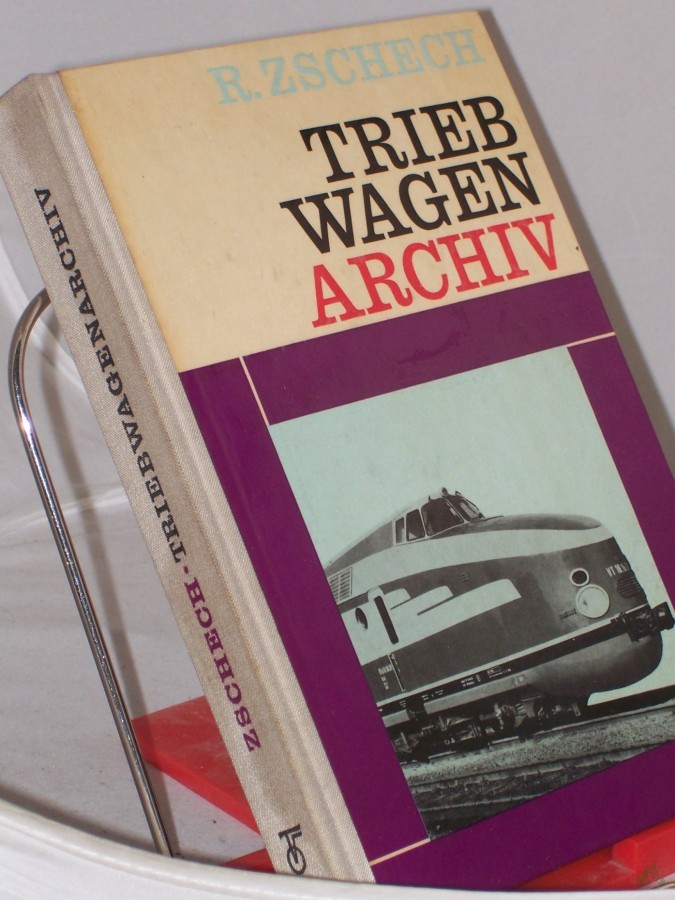 R. ZSCHECH
TRIEB
WAGEN
ARCHIV
ZSCHECH · TRIEBWAGENARCHIV